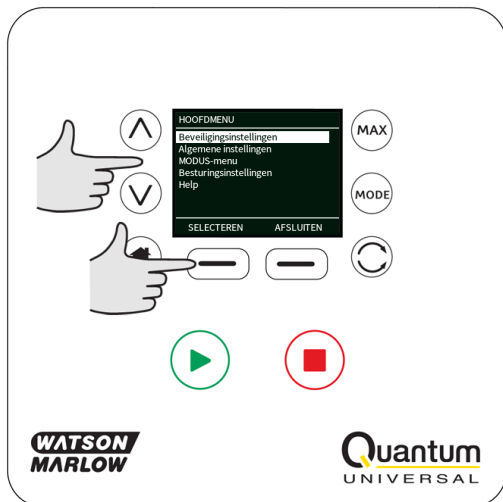 HOOFDMENU
MAX
Beveiligingsinstellingen
Algemene instellingen
MODUS-menu
Besturingsinstellingen
Help
MODE
SELECTEREN AFSLUITEN
WATSON
MARLOW
Quantum
UNIVERSAL